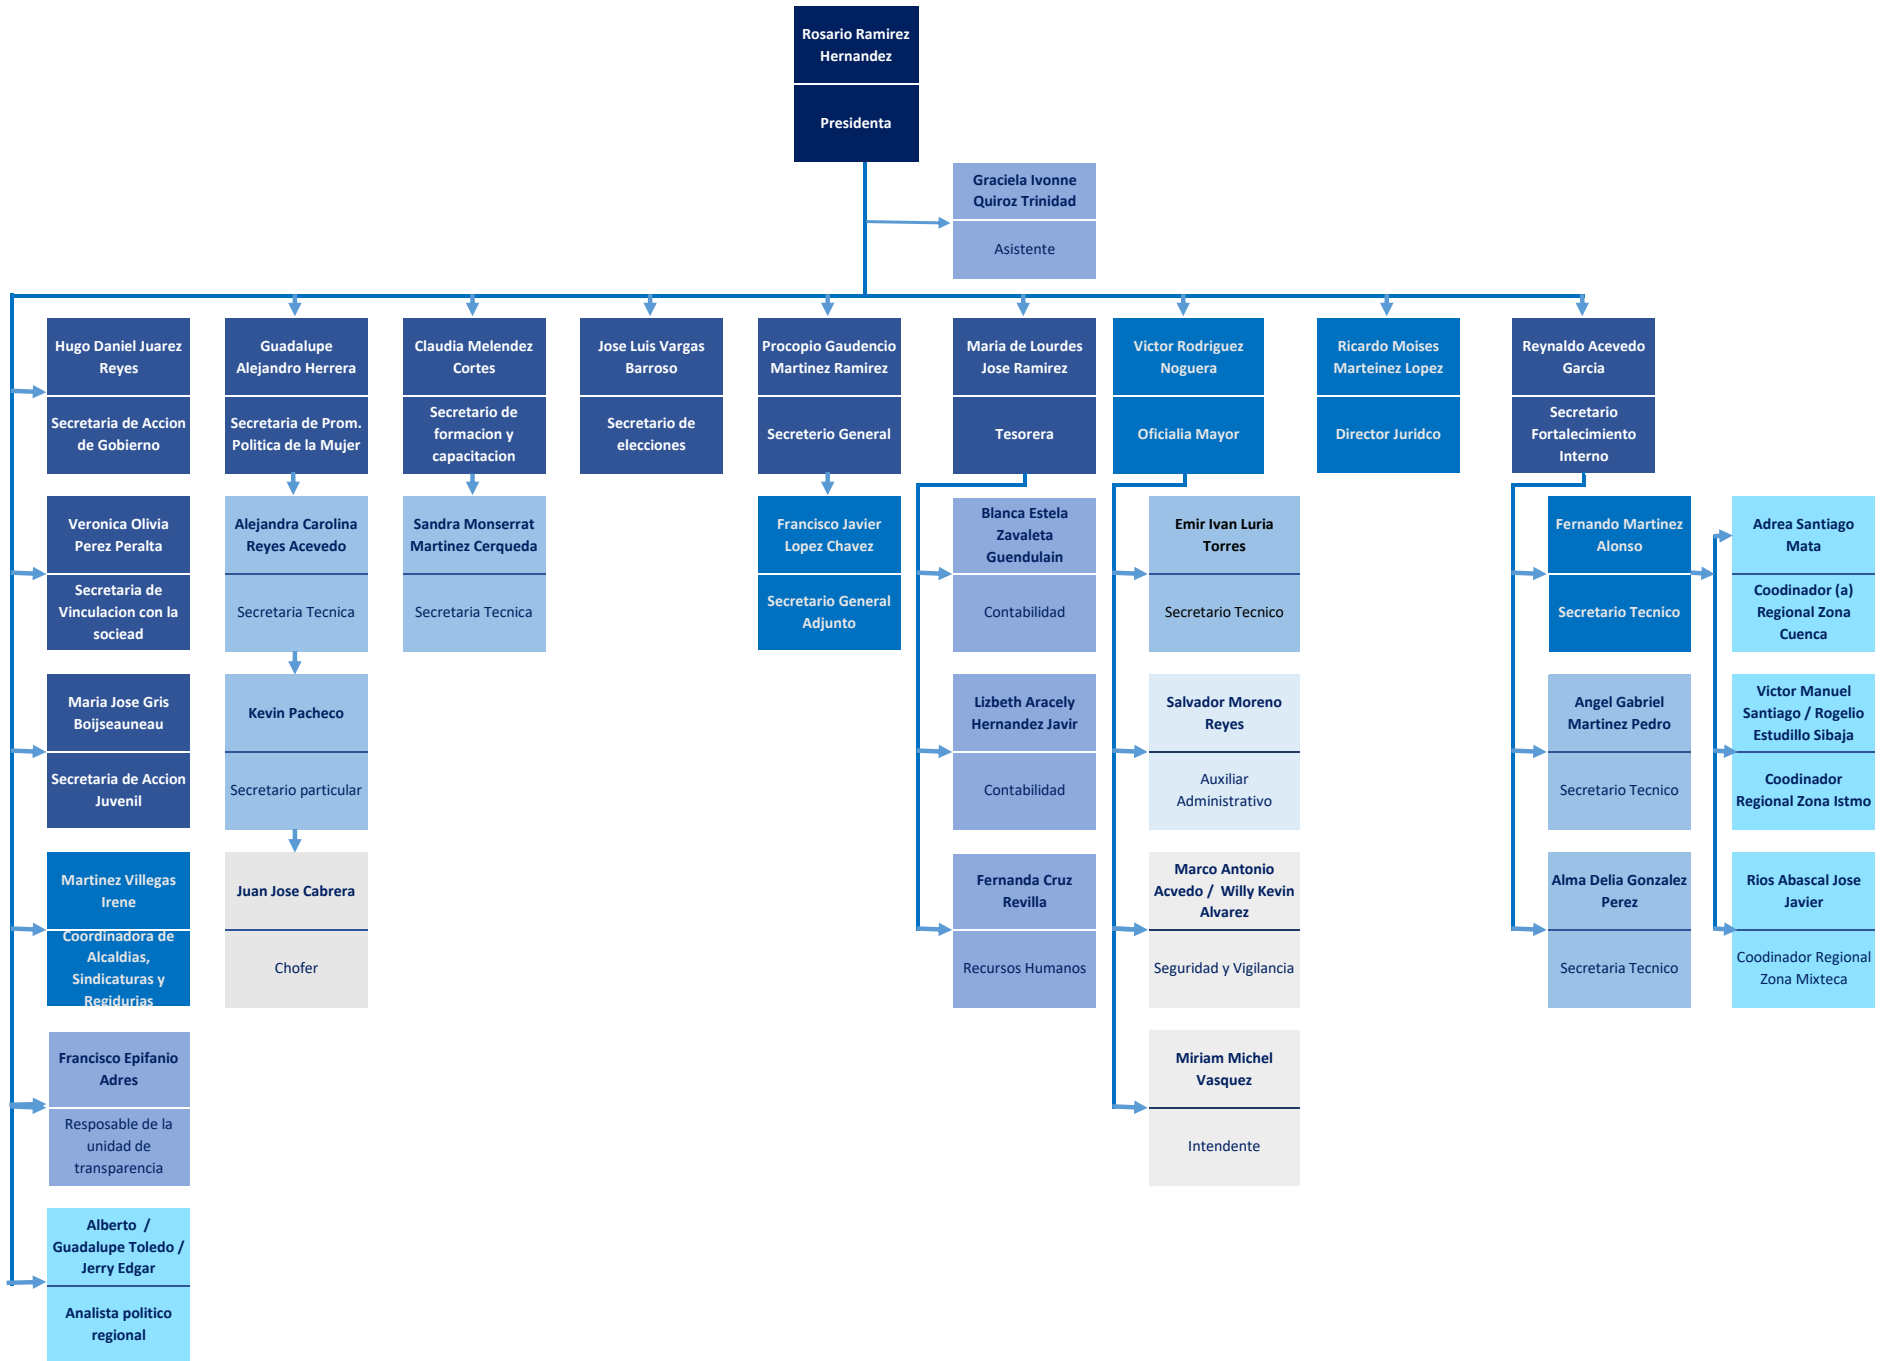 Rosario Ramirez
Hernandez
Presidenta
Graciela Ivonne
Quiroz Trinidad
Asistente
Hugo Daniel Juarez
Reyes
Secretaria de Accion
de Gobierno
Guadalupe
Alejandro Herrera
Secretaria de Prom.
Politica de la Mujer
Claudia Melendez
Cortes
Secretario de
formacion y
capacitacion
Jose Luis Vargas
Barroso
Secretario de
elecciones
Procopio Gaudencio
Martinez Ramirez
Secreterio General
Maria de Lourdes
Jose Ramirez
Tesorera
Victor Rodriguez
Noguera
Oficialia Mayor
Ricardo Moises
Marteinez Lopez
Director Juridco
Reynaldo Acevedo
Garcia
Secretario
Fortalecimiento
Interno
Veronica Olivia
Perez Peralta
Secretaria de
Vinculacion con la
sociead
Alejandra Carolina
Reyes Acevedo
Secretaria Tecnica
Sandra Monserrat
Martinez Cerqueda
Secretaria Tecnica
Francisco Javier
Lopez Chavez
Secretario General
Adjunto
Blanca Estela
Zavaleta
Guendulain
Contabilidad
Emir Ivan Luria
Torres
Secretario Tecnico
Fernando Martinez
Alonso
Secretario Tecnico
Adrea Santiago
Mata
Coodinador (a)
Regional Zona
Cuenca
Maria Jose Gris
Boijseauneau
Secretaria de Accion
Juvenil
Kevin Pacheco
Secretario particular
Lizbeth Aracely
Hernandez Javir
Contabilidad
Salvador Moreno
Reyes
Auxiliar
Administrativo
Angel Gabriel
Martinez Pedro
Secretario Tecnico
Victor Manuel
Santiago / Rogelio
Estudillo Sibaja
Coodinador
Regional Zona Istmo
Martinez Villegas
Irene
Coordinadora de
Alcaldias,
Sindicaturas y
Regidurias
Juan Jose Cabrera
Chofer
Fernanda Cruz
Revilla
Recursos Humanos
Marco Antonio
Acvedo / Willy Kevin
Alvarez
Seguridad y Vigilancia
Alma Delia Gonzalez
Perez
Secretaria Tecnico
Rios Abascal Jose
Javier
Coodinador Regional
Zona Mixteca
Francisco Epifanio
Adres
Resposable de la
unidad de
transparencia
Miriam Michel
Vasquez
Intendente
Alberto /
Guadalupe Toledo /
Jerry Edgar
Analista politico
regional